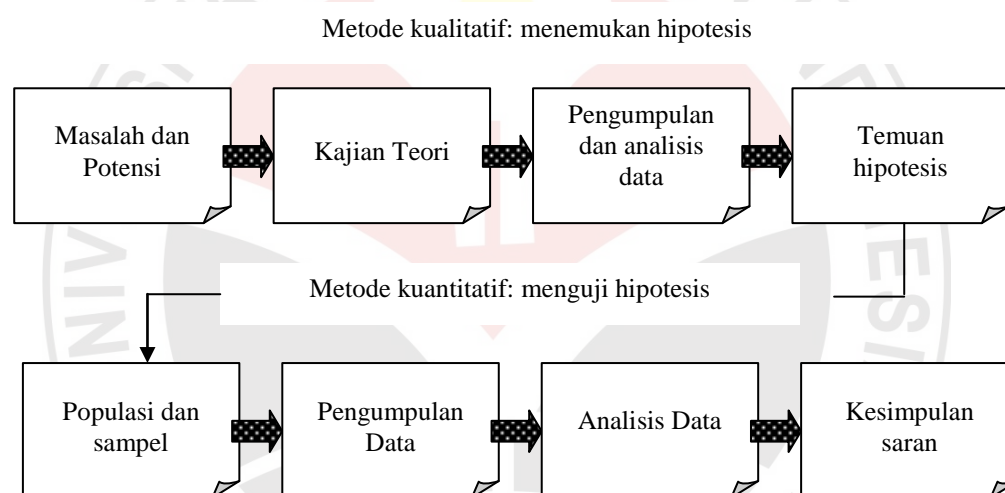 Metode kualitatif: menemukan hipotesis
Masalah dan
Potensi
Kajian Teori
Pengumpulan
dan analisis
data
Temuan
hipotesis
Metode kuantitatif: menguji hipotesis
Populasi dan
sampel
Pengumpulan
Data
Analisis Data
Kesimpulan
saran